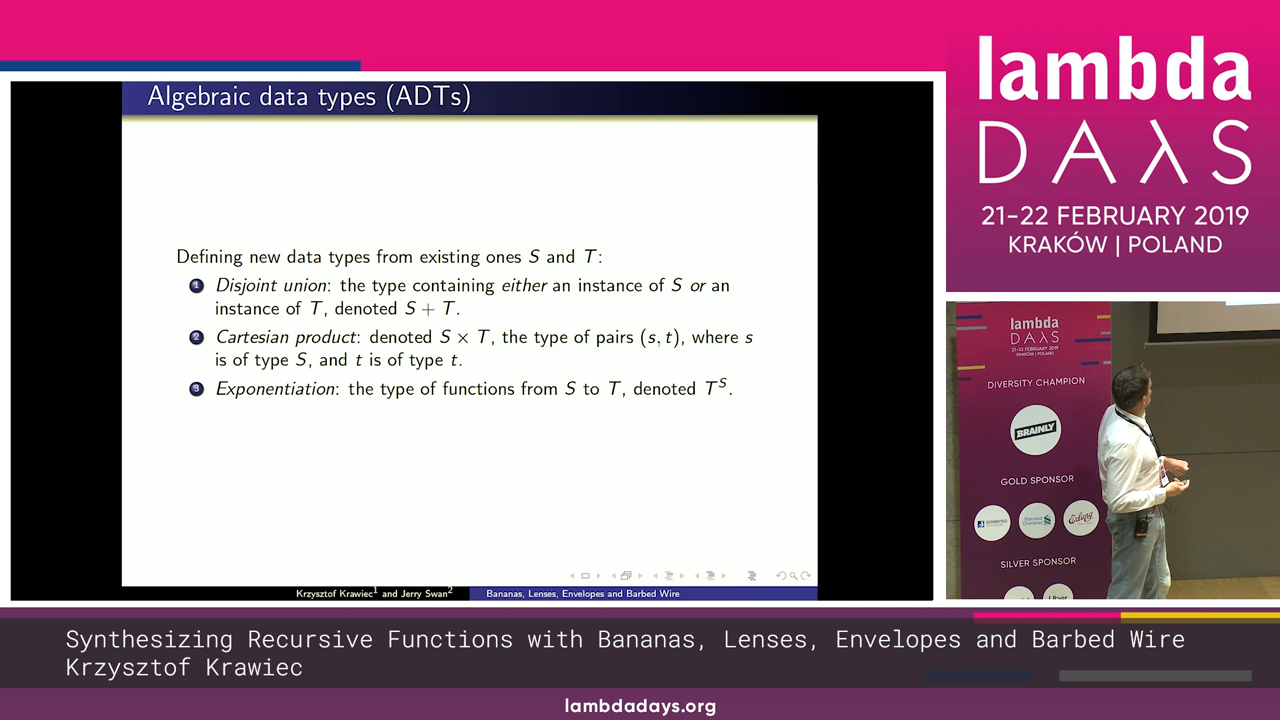 Algebraic data types (ADTs)
Defining new data types from existing ones S and T:
1 Disjoint union: the type containing either an instance of S or an
instance of T, denoted S + T.
2 Cartesian product: denoted S × T, the type of pairs (s, t), where s
is of type S, and t is of type t.
3 Exponentiation: the type of functions from S to T, denoted T^S.
Krzysztof Krawiec¹ and Jerry Swan²
Bananas, Lenses, Envelopes and Barbed Wire
lambda
DAλS
21-22 FEBRUARY 2019
KRAKÓW | POLAND
lambda
DAλS
21-22 FEBRUARY 2019
KRAKÓW | POLAND
DIVERSITY CHAMPION
BRAINLY
GOLD SPONSOR
Standard
Chartered
Erlang
SILVER SPONSOR
Synthesizing Recursive Functions with Bananas, Lenses, Envelopes and Barbed Wire
Krzysztof Krawiec
lambdadays.org